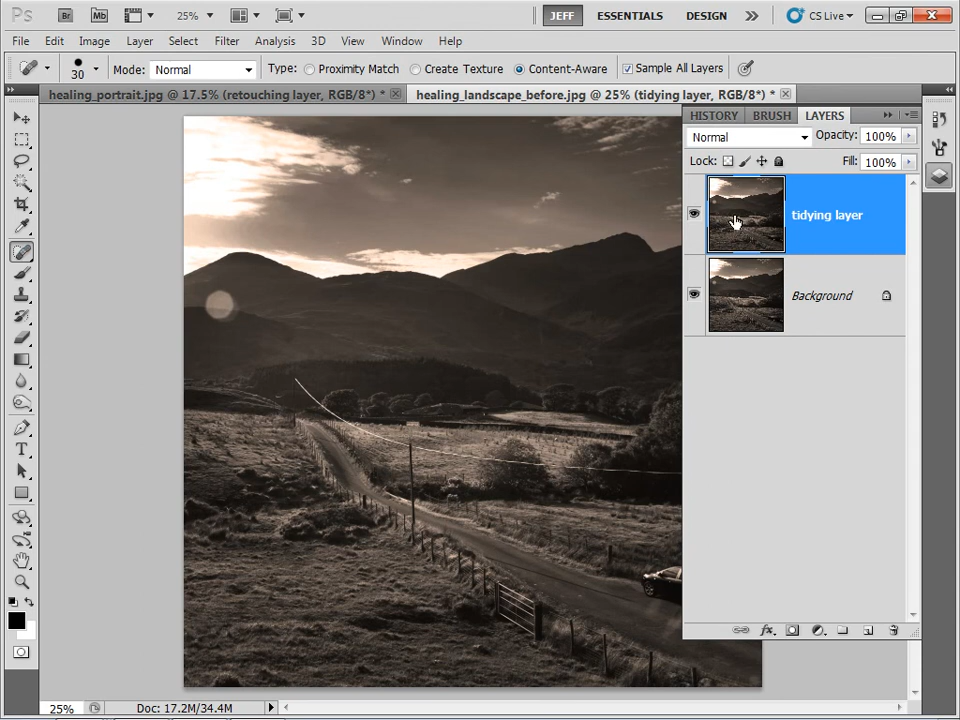 Ps Br Mb 25% JEFF ESSENTIALS DESIGN CS Live
File Edit Image Layer Select Filter Analysis 3D View Window Help
30 Mode: Normal Type: Proximity Match Create Texture Content-Aware Sample All Layers
healing_portrait.jpg @ 17.5% (retouching layer, RGB/8*) * healing_landscape_before.jpg @ 25% (tidying layer, RGB/8*) *
HISTORY BRUSH LAYERS
Normal Opacity: 100%
Lock: Fill: 100%
tidying layer
Background
T
fx
25% Doc: 17.2M/34.4M